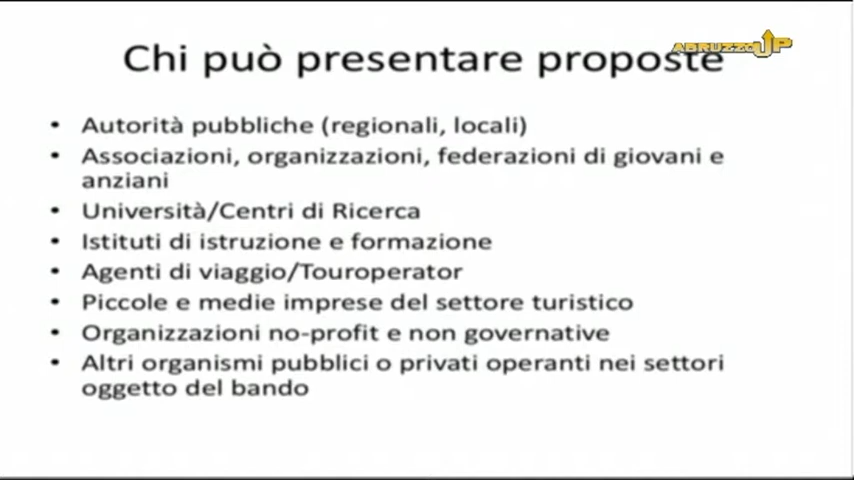 ABRUZZO UP
Chi può presentare proposte
• Autorità pubbliche (regionali, locali)
• Associazioni, organizzazioni, federazioni di giovani e
anziani
• Università/Centri di Ricerca
• Istituti di istruzione e formazione
• Agenti di viaggio/Touroperator
• Piccole e medie imprese del settore turistico
• Organizzazioni no-profit e non governative
• Altri organismi pubblici o privati operanti nei settori
oggetto del bando